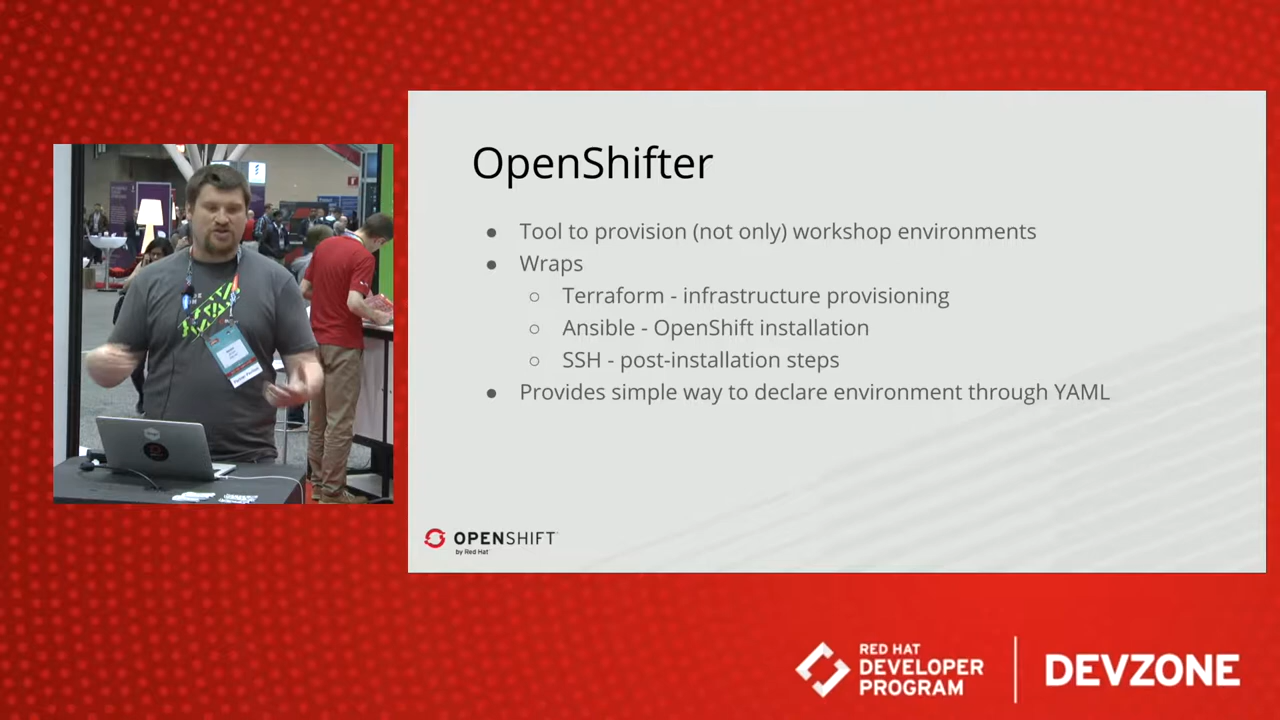 OpenShifter
● Tool to provision (not only) workshop environments
● Wraps
○ Terraform - infrastructure provisioning
○ Ansible - OpenShift installation
○ SSH - post-installation steps
● Provides simple way to declare environment through YAML
OPENSHIFT
by Red Hat
RED HAT
DEVELOPER
PROGRAM
DEVZONE